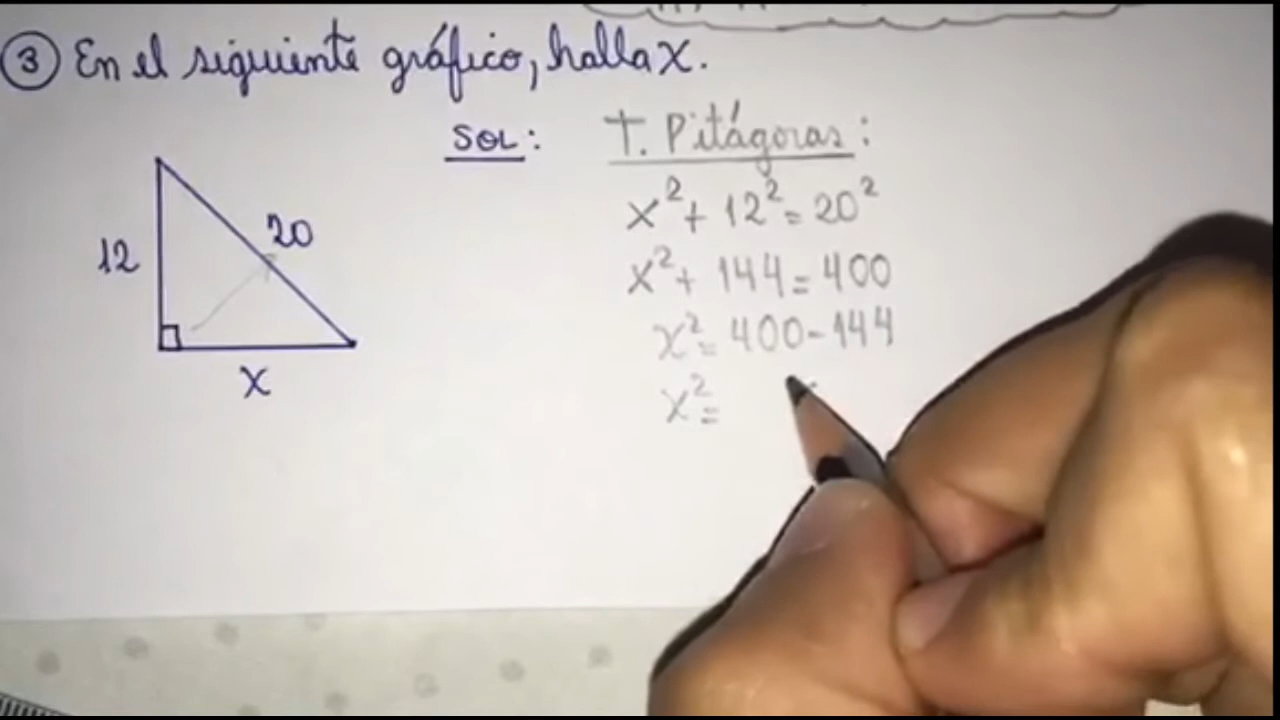 ③ En el siguiente gráfico, halla x.
SOL: T. Pitágoras:
12
20
x
x² + 12² = 20²
x² + 144 = 400
x² = 400 - 144
x² =